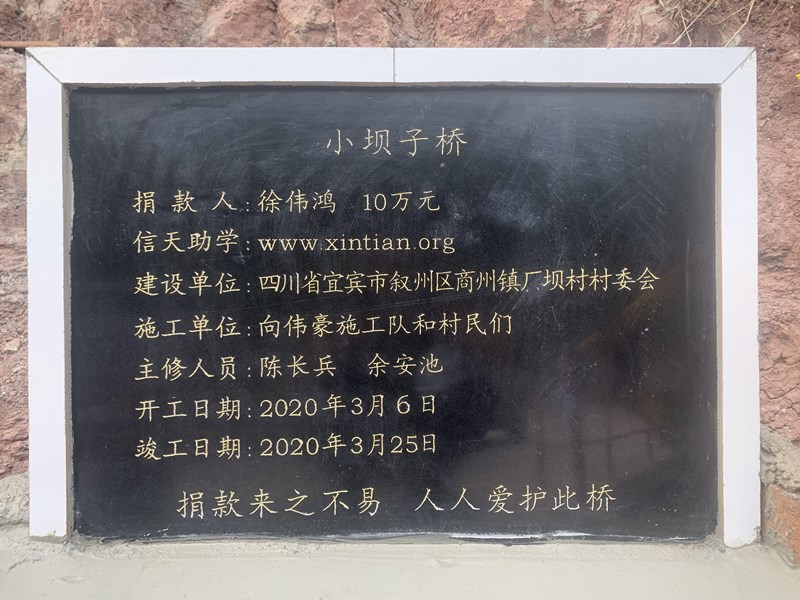 小坝子桥
捐款人:徐伟鸿 10万元
信天助学:www.xintian.org
建设单位:四川省宜宾市叙州区商州镇厂坝村村委会
施工单位:向伟豪施工队和村民们
主修人员:陈长兵 余安池
开工日期:2020年3月6日
竣工日期:2020年3月25日
捐款来之不易 人人爱护此桥